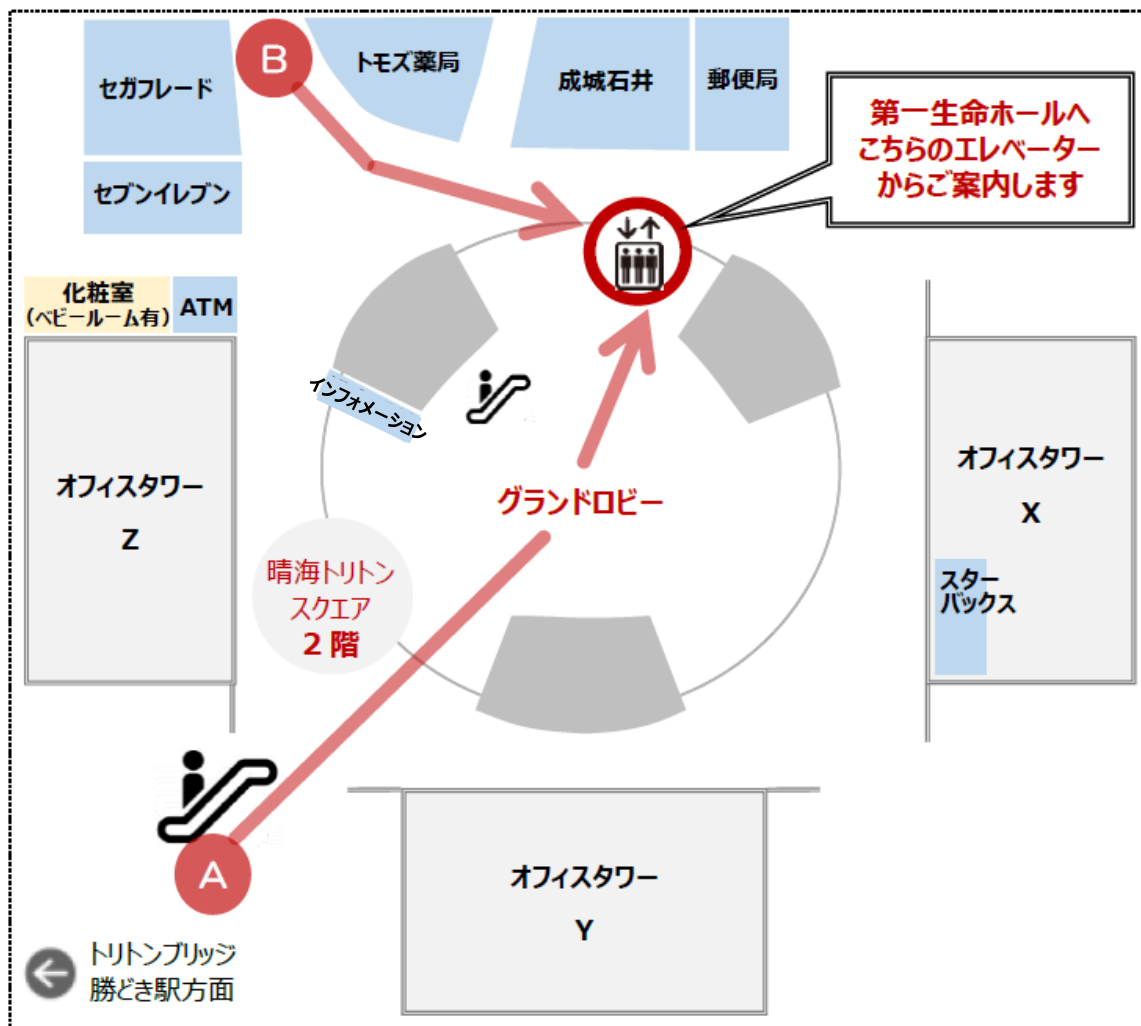 B
セガフレード
トモズ薬局
成城石井
郵便局
第一生命ホールへ
こちらのエレベーター
からご案内します
セブンイレブン
化粧室
(ベビールーム有)
ATM
インフォメーション
オフィスタワー
Z
グランドロビー
オフィスタワー
X
晴海トリトン
スクエア
2 階
スター
バックス
A
オフィスタワー
Y
トリトンブリッジ
勝どき駅方面